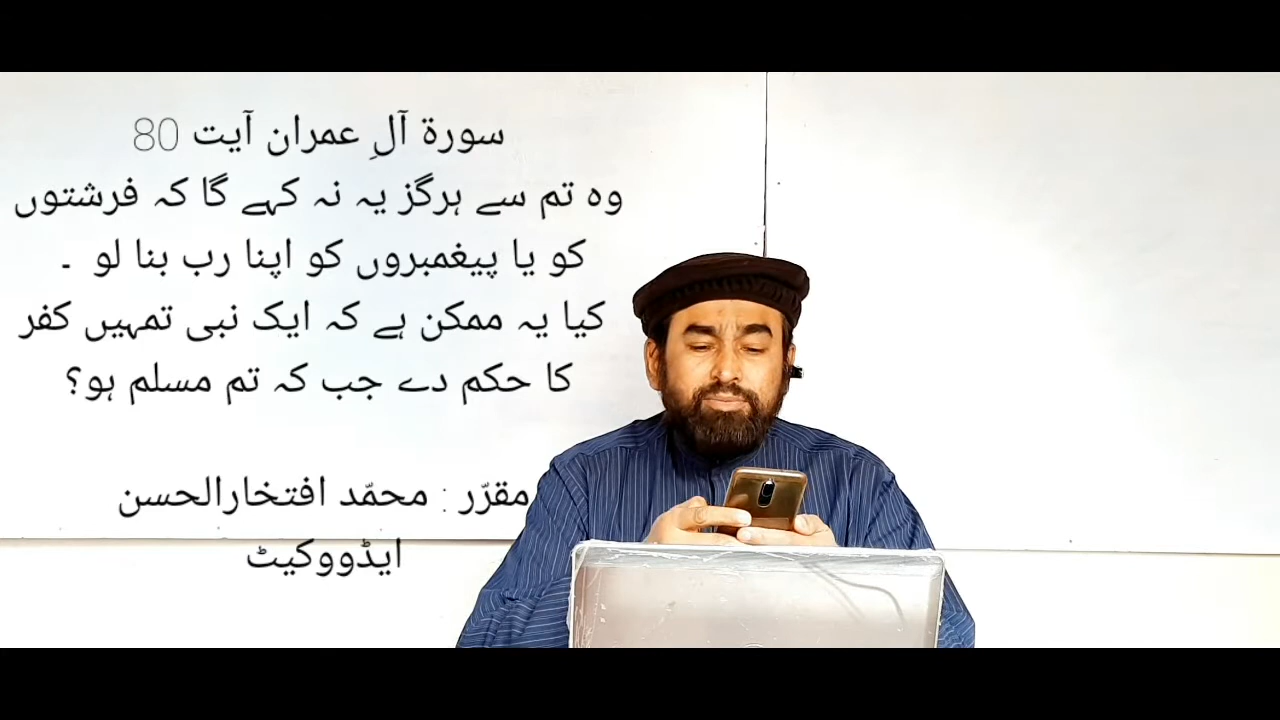 سورۃ آلِ عمران آیت 80
وہ تم سے ہرگز یہ نہ کہے گا کہ فرشتوں
کو یا پیغمبروں کو اپنا رب بنا لو ۔
کیا یہ ممکن ہے کہ ایک نبی تمہیں کفر
کا حکم دے جب کہ تم مسلم ہو؟
مقرّر : محمّد افتخارالحسن
ایڈووکیٹ